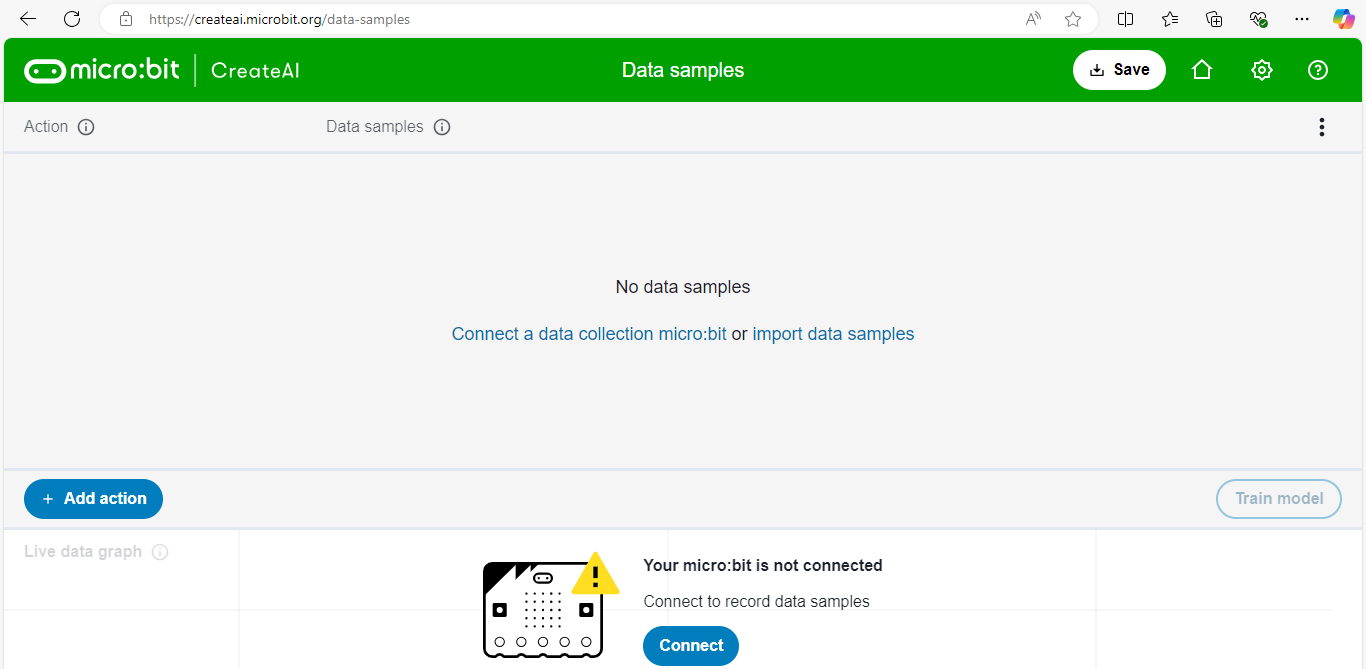 https://createai.microbit.org/data-samples
micro:bit CreateAI Data samples Save
Action Data samples
No data samples
Connect a data collection micro:bit or import data samples
+ Add action Train model
Live data graph
Your micro:bit is not connected
Connect to record data samples
Connect